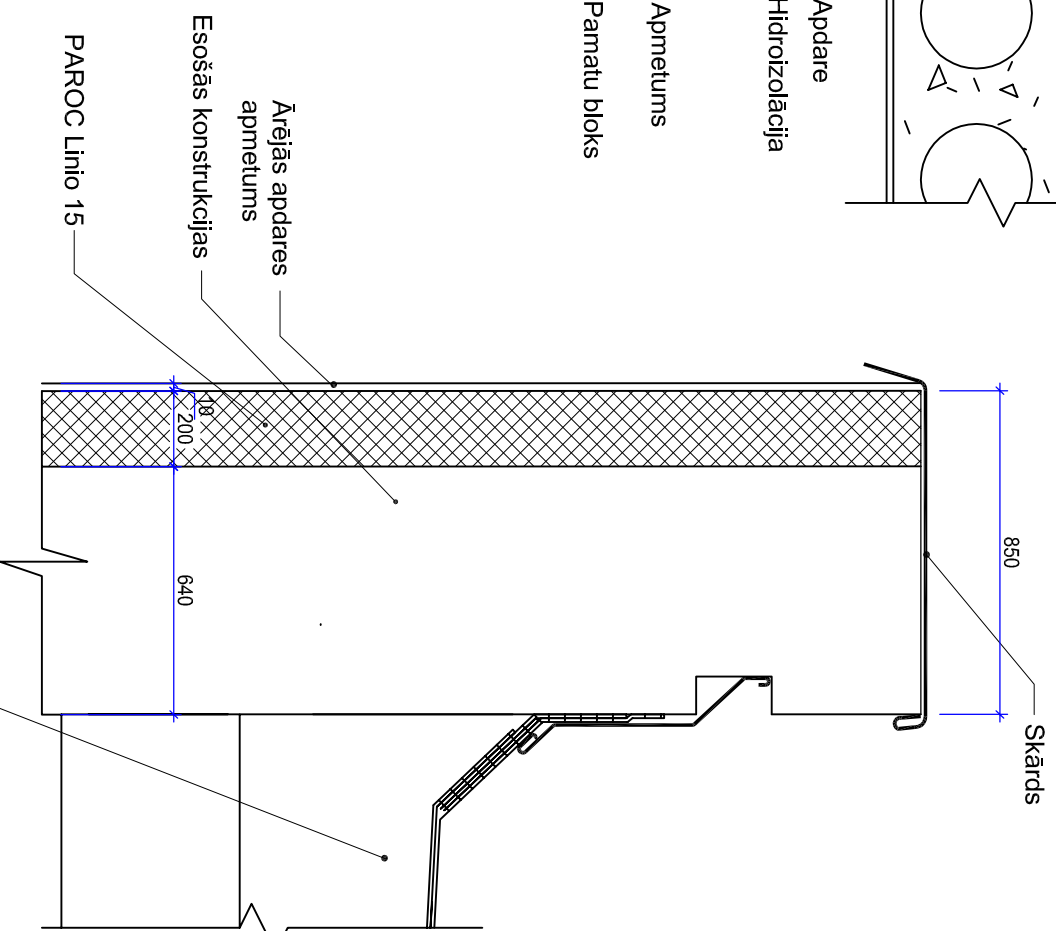 Apdare
Hidroizolācija
Apmetums
Pamatu bloks
Skārds
850
Ārējās apdares
apmetums
Esošās konstrukcijas
PAROC Linio 15
10
200
640